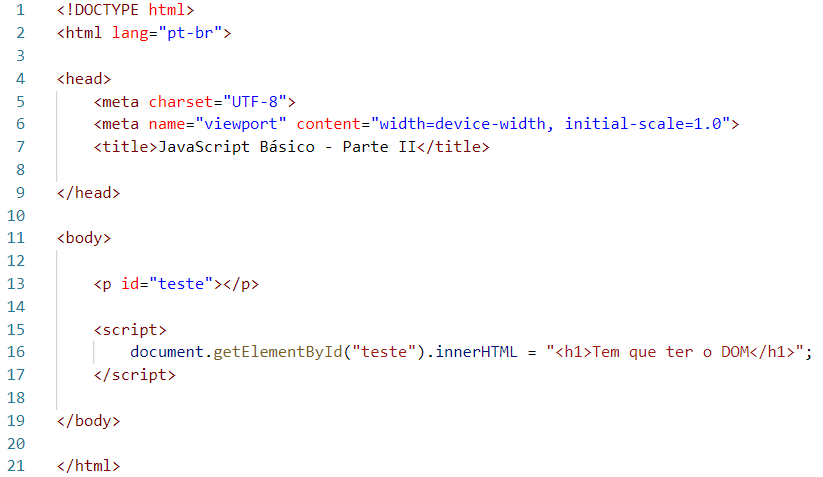 1 <!DOCTYPE html>
2 <html lang="pt-br">
3
4 <head>
5     <meta charset="UTF-8">
6     <meta name="viewport" content="width=device-width, initial-scale=1.0">
7     <title>JavaScript Básico - Parte II</title>
8
9 </head>
10
11 <body>
12
13     <p id="teste"></p>
14
15     <script>
16         document.getElementById("teste").innerHTML = "<h1>Tem que ter o DOM</h1>";
17     </script>
18
19 </body>
20
21 </html>